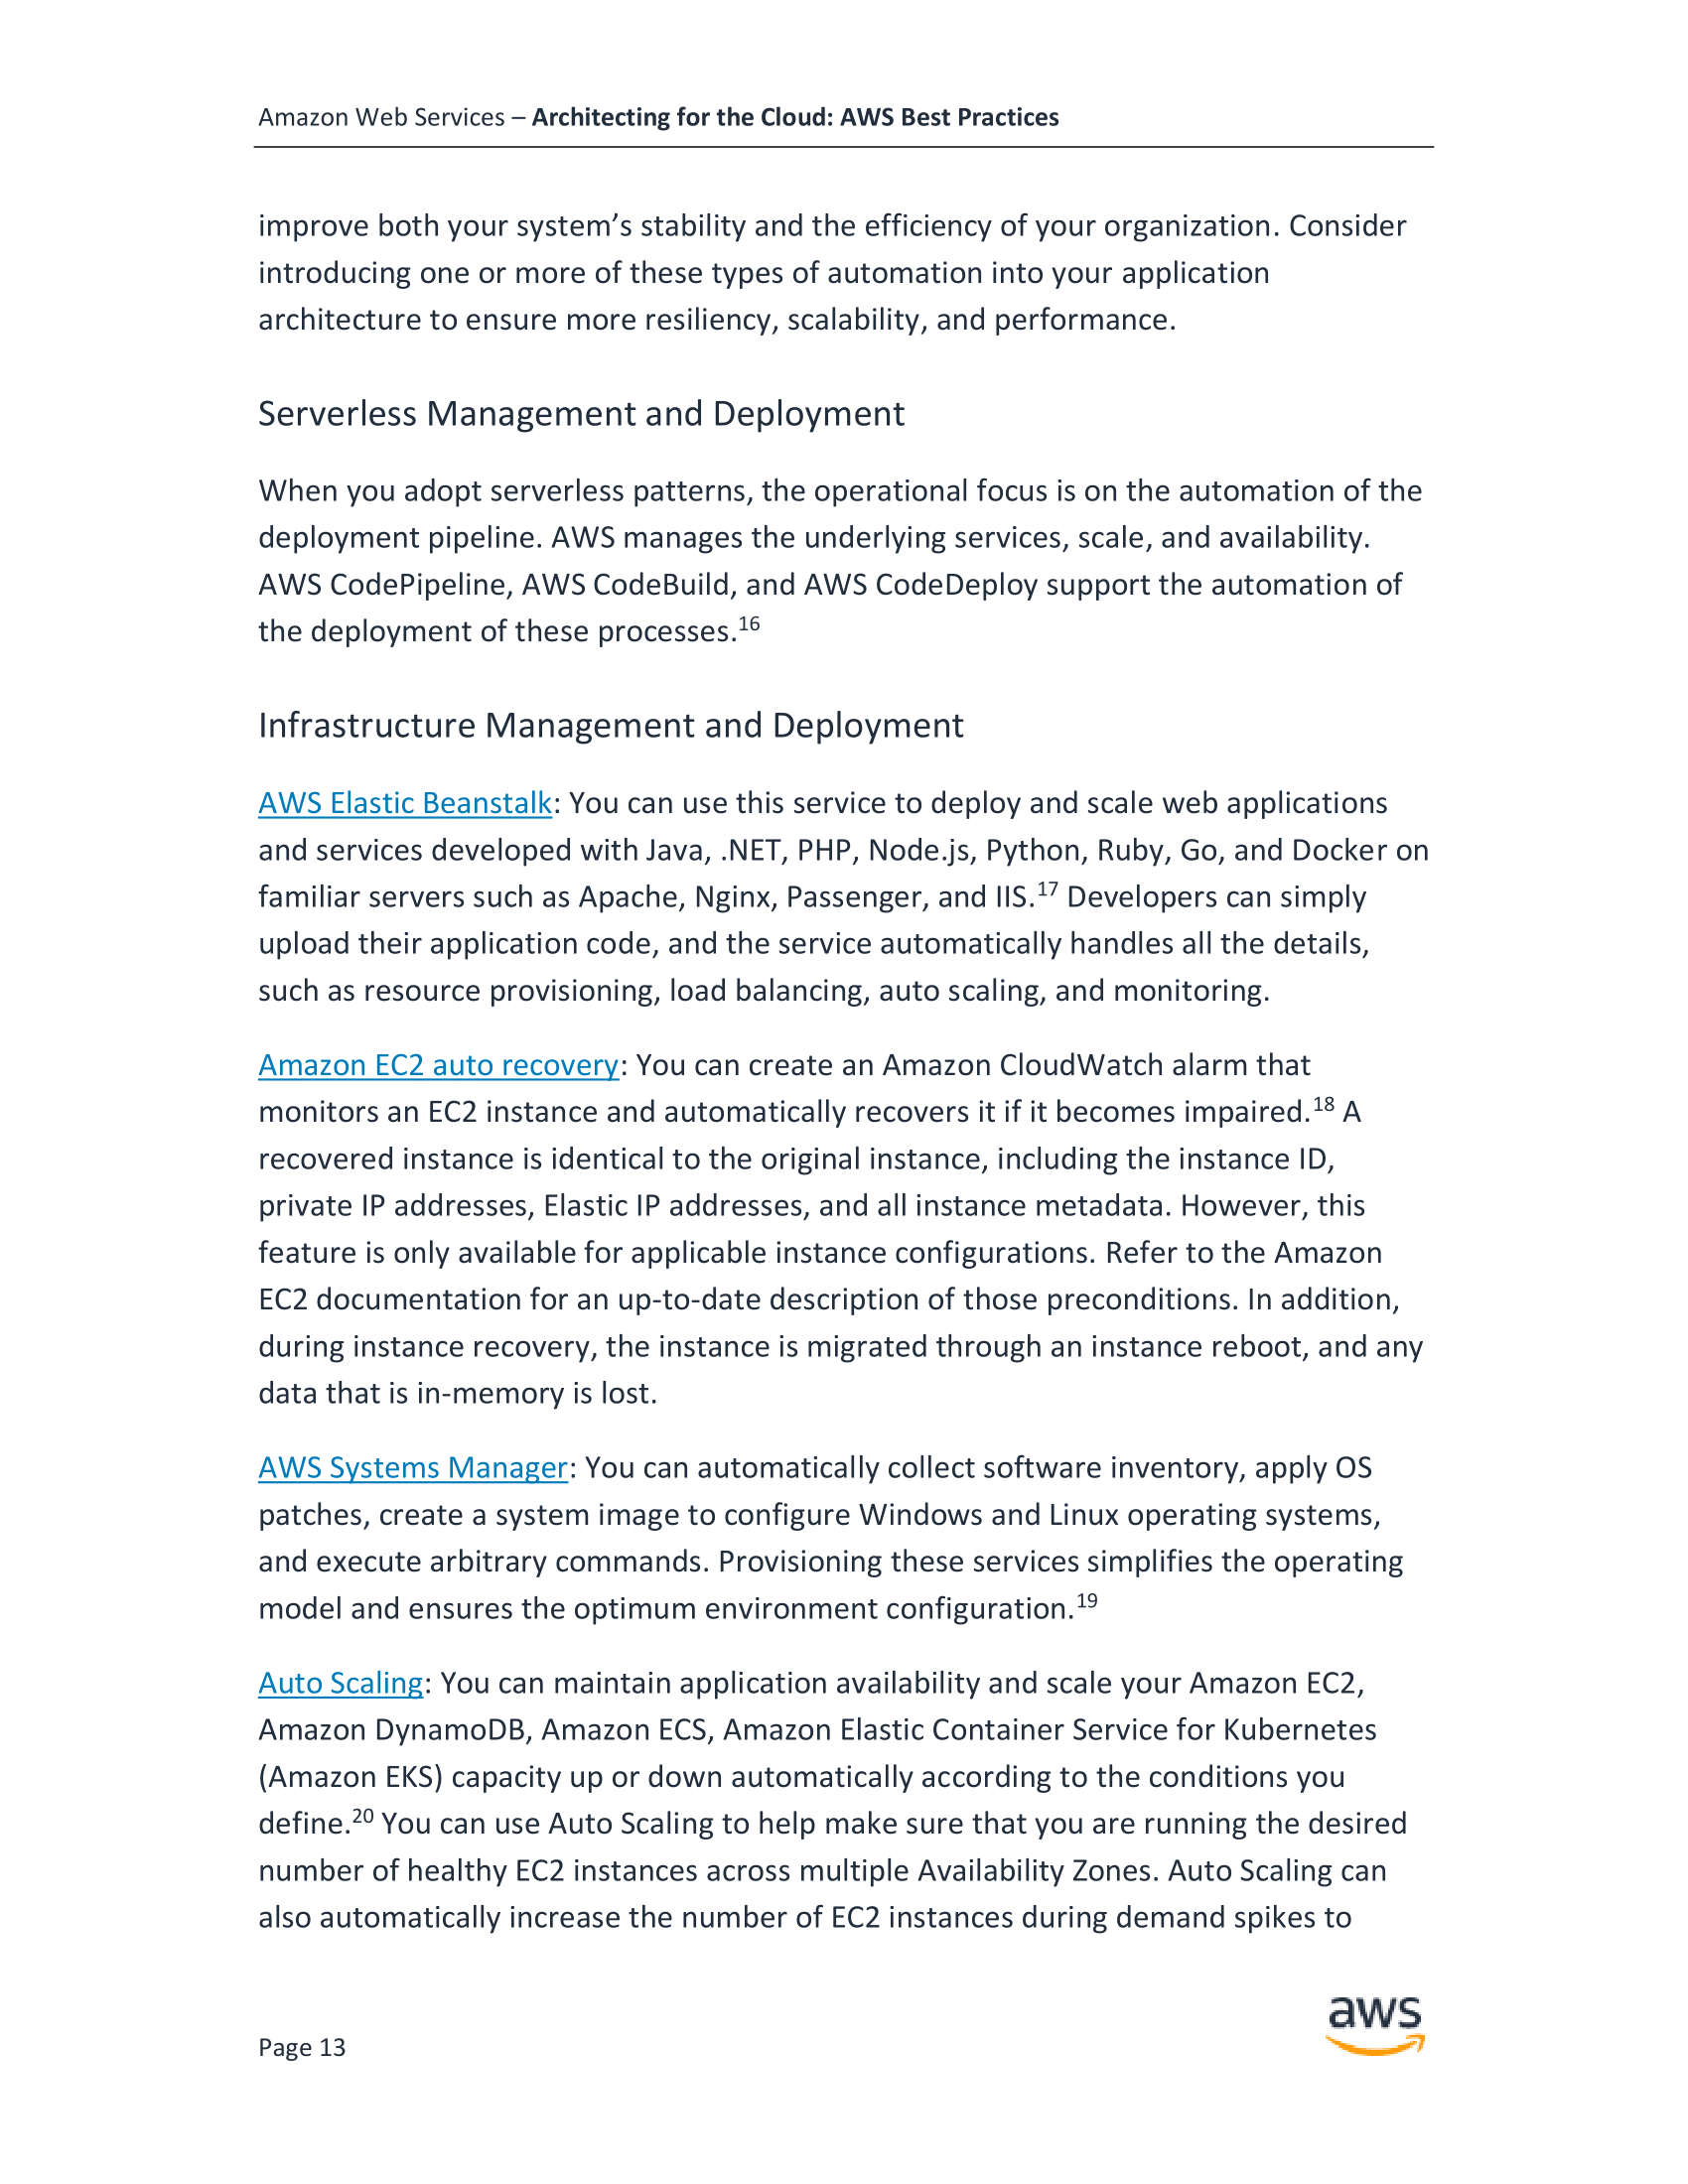 Amazon Web Services – Architecting for the Cloud: AWS Best Practices
improve both your system’s stability and the efficiency of your organization. Consider
introducing one or more of these types of automation into your application
architecture to ensure more resiliency, scalability, and performance.
Serverless Management and Deployment
When you adopt serverless patterns, the operational focus is on the automation of the
deployment pipeline. AWS manages the underlying services, scale, and availability.
AWS CodePipeline, AWS CodeBuild, and AWS CodeDeploy support the automation of
the deployment of these processes.16
Infrastructure Management and Deployment
AWS Elastic Beanstalk: You can use this service to deploy and scale web applications
and services developed with Java, .NET, PHP, Node.js, Python, Ruby, Go, and Docker on
familiar servers such as Apache, Nginx, Passenger, and IIS.17 Developers can simply
upload their application code, and the service automatically handles all the details,
such as resource provisioning, load balancing, auto scaling, and monitoring.
Amazon EC2 auto recovery: You can create an Amazon CloudWatch alarm that
monitors an EC2 instance and automatically recovers it if it becomes impaired.18 A
recovered instance is identical to the original instance, including the instance ID,
private IP addresses, Elastic IP addresses, and all instance metadata. However, this
feature is only available for applicable instance configurations. Refer to the Amazon
EC2 documentation for an up-to-date description of those preconditions. In addition,
during instance recovery, the instance is migrated through an instance reboot, and any
data that is in-memory is lost.
AWS Systems Manager: You can automatically collect software inventory, apply OS
patches, create a system image to configure Windows and Linux operating systems,
and execute arbitrary commands. Provisioning these services simplifies the operating
model and ensures the optimum environment configuration.19
Auto Scaling: You can maintain application availability and scale your Amazon EC2,
Amazon DynamoDB, Amazon ECS, Amazon Elastic Container Service for Kubernetes
(Amazon EKS) capacity up or down automatically according to the conditions you
define.20 You can use Auto Scaling to help make sure that you are running the desired
number of healthy EC2 instances across multiple Availability Zones. Auto Scaling can
also automatically increase the number of EC2 instances during demand spikes to
aws
Page 13